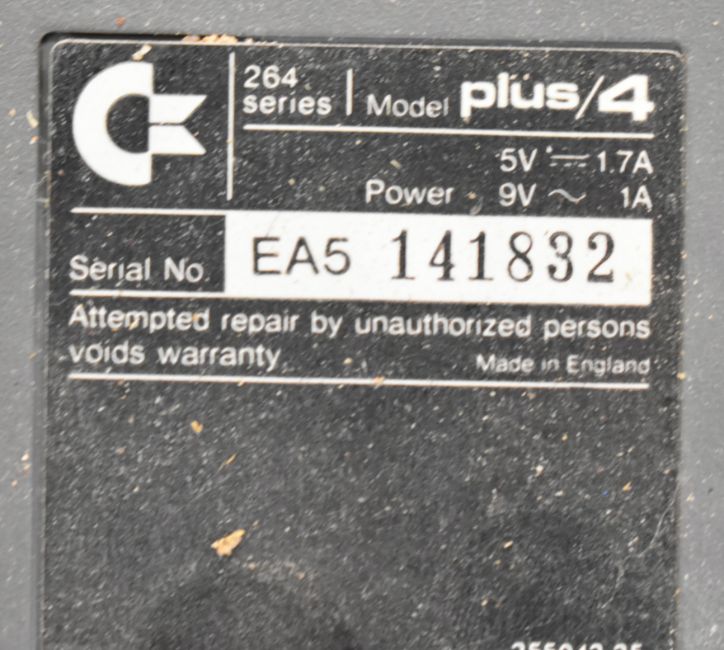 264 series | Model plus/4
5V ⎓ 1.7A
Power 9V ～ 1A
Serial No. EA5 141832
Attempted repair by unauthorized persons
voids warranty. Made in England